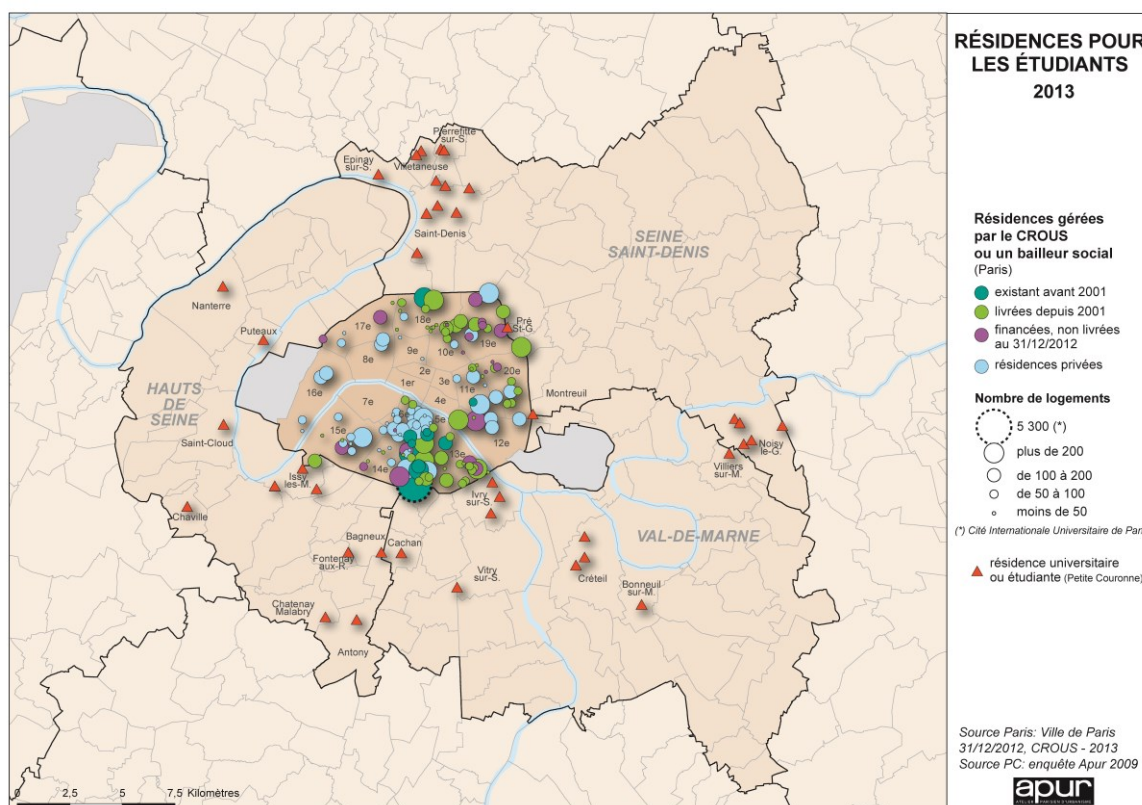 RÉSIDENCES POUR
LES ÉTUDIANTS
2013
Résidences gérées
par le CROUS
ou un bailleur social
(Paris)
existant avant 2001
livrées depuis 2001
financées, non livrées
au 31/12/2012
résidences privées
Nombre de logements
5 300 (*)
plus de 200
de 100 à 200
de 50 à 100
moins de 50
(*) Cité Internationale Universitaire de Par
résidence universitaire
ou étudiante (Petite Couronne)
Source Paris: Ville de Paris
31/12/2012, CROUS - 2013
Source PC: enquête Apur 2009
apur
ATELIER PARISIEN D'URBANISME
Pierrefitte
sur-S.
Epinay
sur-S.
Villetaneuse
Saint-Denis
SEINE
SAINT-DENIS
Nanterre
Puteaux
18e
17e
Pré
St-G.
19e
10e
9e
8e
2e
20e
3e
11e
1er
16e
7e
4e
HAUTS
DE
SEINE
Montreuil
6e
5e
15e
12e
Saint-Cloud
13e
14e
Noisy
le-G.
Villiers
sur-M.
Issy
les-M.
Ivry
sur-S.
Chaville
VAL-DE-MARNE
Bagneux
Cachan
Fontenay
aux-R.
Vitry
sur-S.
Créteil
Bonneuil
sur-M.
Chatenay
Malabry
Antony
0 2,5 5 7,5 Kilomètres